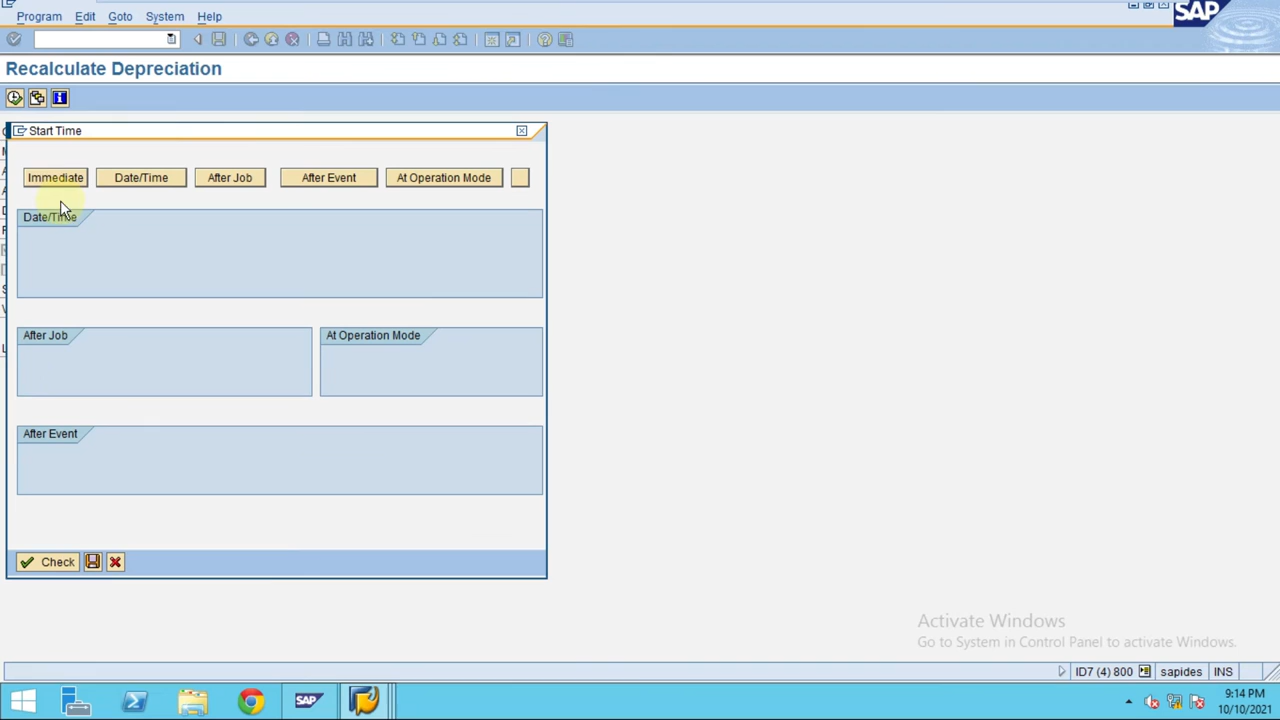 Program Edit Goto System Help
SAP
Recalculate Depreciation
Start Time
Immediate Date/Time After Job After Event At Operation Mode
Date/Time
After Job At Operation Mode
After Event
Check
Activate Windows
Go to System in Control Panel to activate Windows.
ID7 (4) 800 sapides INS
SAP
9:14 PM
10/10/2021